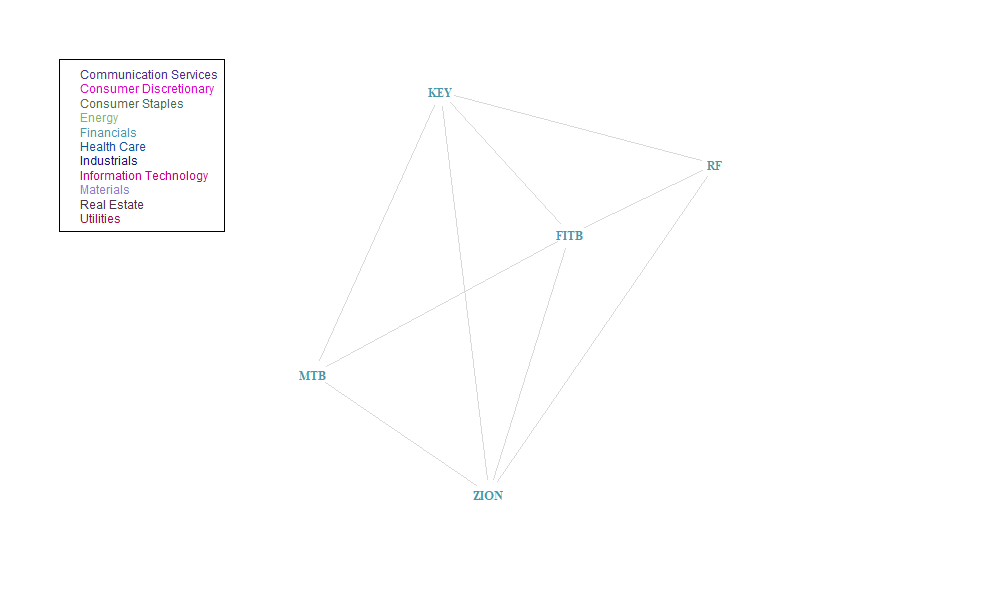 Communication Services
Consumer Discretionary
Consumer Staples
Energy
Financials
Health Care
Industrials
Information Technology
Materials
Real Estate
Utilities
KEY
RF
FITB
MTB
ZION